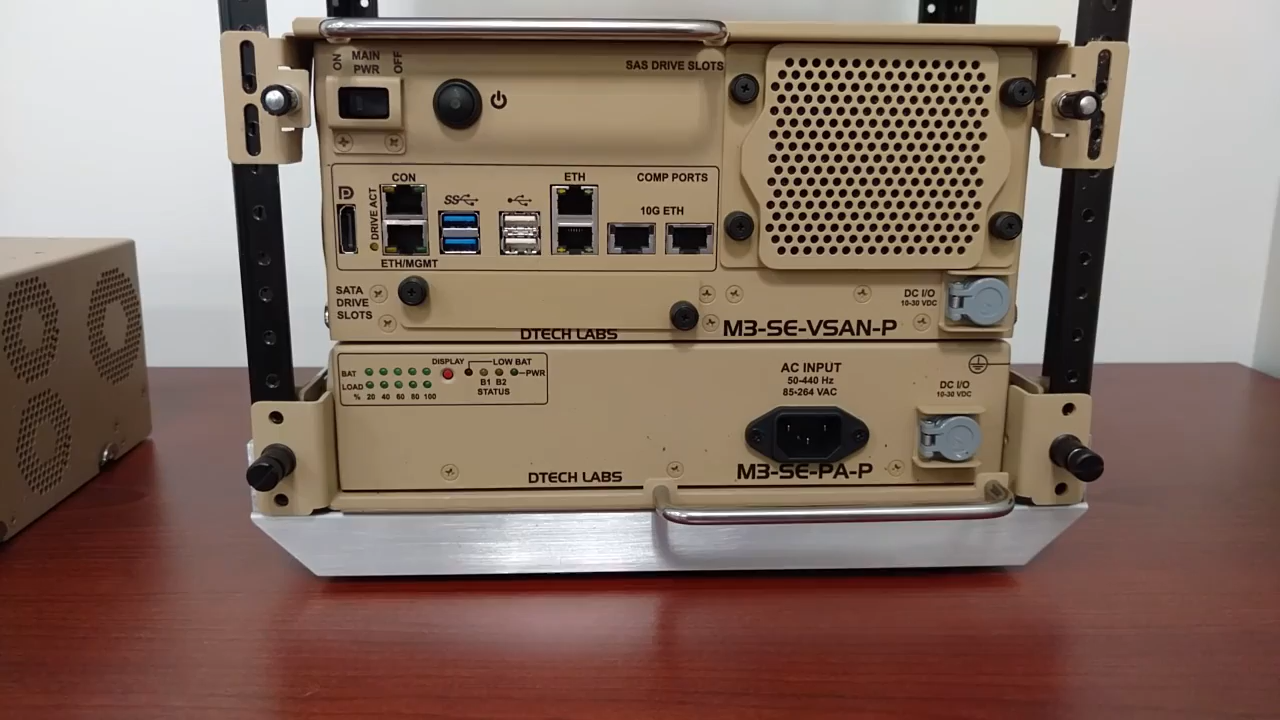 ON
MAIN
PWR
OFF
SAS DRIVE SLOTS
DRIVE ACT
CON
SS
ETH
COMP PORTS
10G ETH
ETH/MGMT
SATA
DRIVE
SLOTS
DC I/O
10-30 VDC
DTECH LABS
M3-SE-VSAN-P
BAT
LOAD
% 20 40 60 80 100
DISPLAY
LOW BAT
PWR
B1 B2
STATUS
AC INPUT
50-440 Hz
85-264 VAC
DC I/O
10-30 VDC
DTECH LABS
M3-SE-PA-P